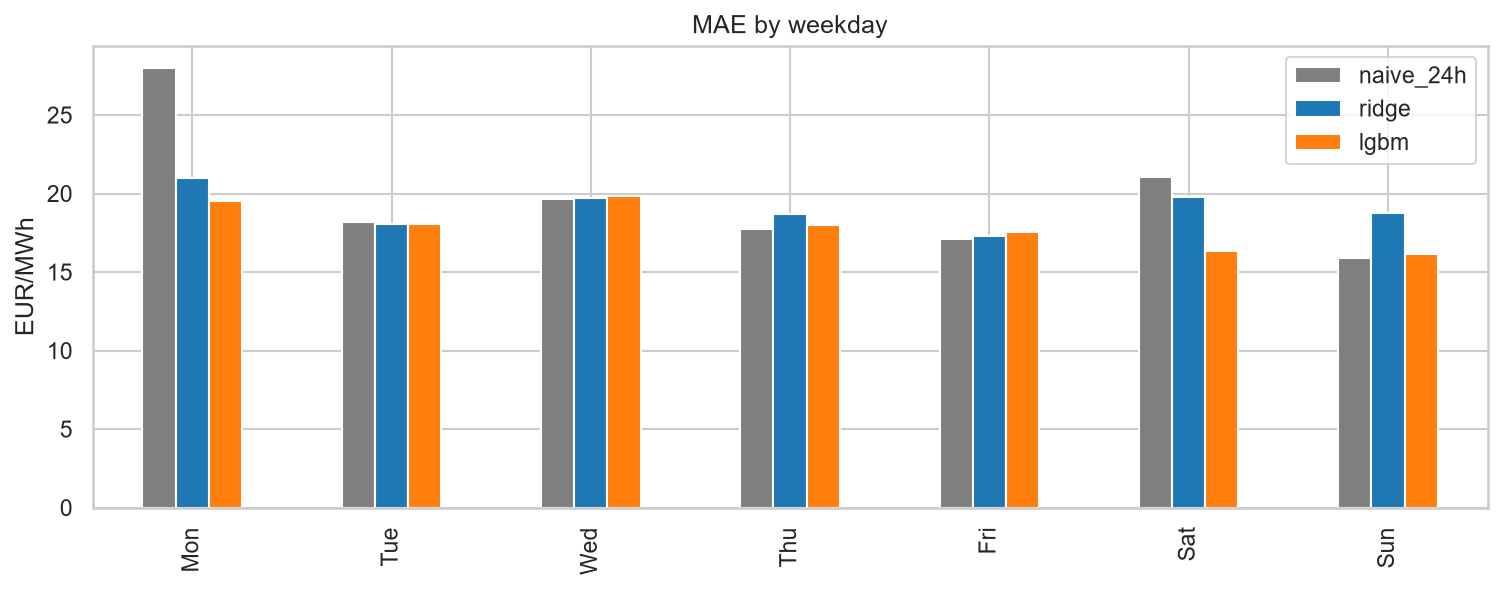 MAE by weekday
naive_24h
ridge
lgbm
EUR/MWh
25
20
15
10
5
0
Mon
Tue
Wed
Thu
Fri
Sat
Sun